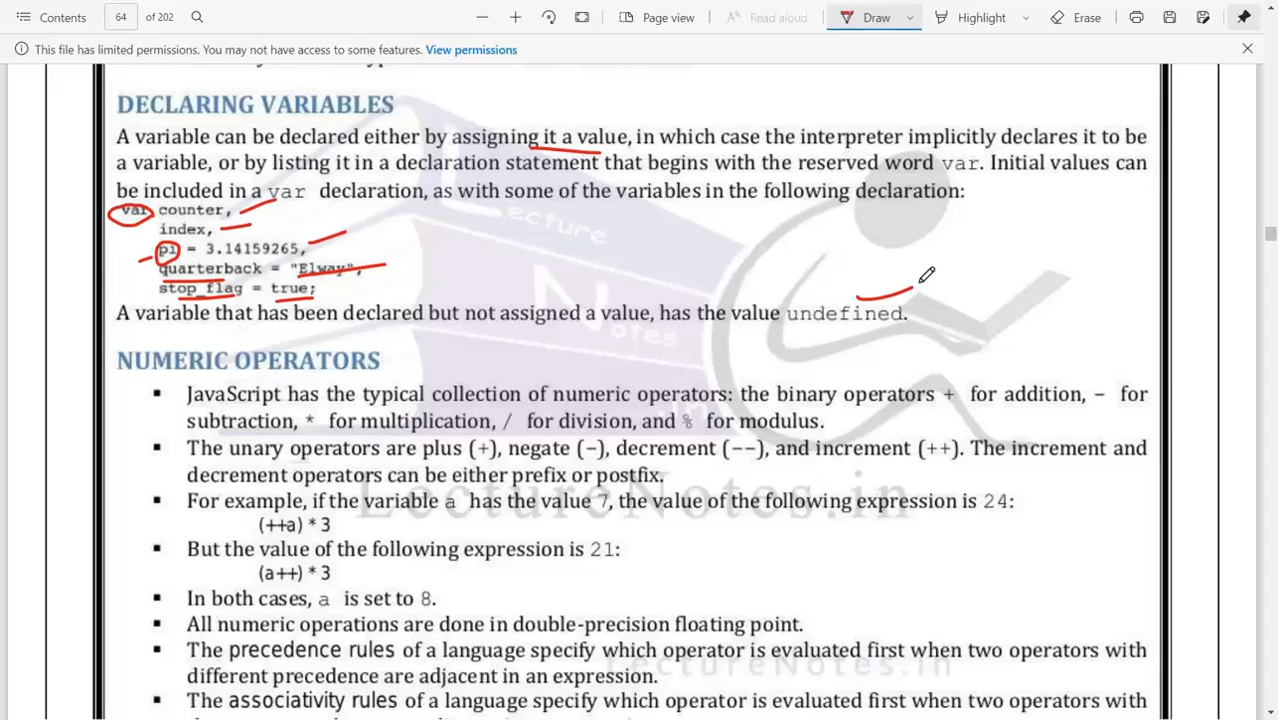 Contents 64 of 202 Page view Read aloud Draw Highlight Erase
This file has limited permissions. You may not have access to some features. View permissions
DECLARING VARIABLES
A variable can be declared either by assigning it a value, in which case the interpreter implicitly declares it to be
a variable, or by listing it in a declaration statement that begins with the reserved word var. Initial values can
be included in a var declaration, as with some of the variables in the following declaration:
var counter,
index,
pi = 3.14159265,
quarterback = "Elway",
stop_flag = true;
A variable that has been declared but not assigned a value, has the value undefined.
Lecture
Notes
NUMERIC OPERATORS
▪ JavaScript has the typical collection of numeric operators: the binary operators + for addition, - for
subtraction, * for multiplication, / for division, and % for modulus.
▪ The unary operators are plus (+), negate (-), decrement (--), and increment (++). The increment and
decrement operators can be either prefix or postfix.
▪ For example, if the variable a has the value 7, the value of the following expression is 24:
(++a) * 3
▪ But the value of the following expression is 21:
(a++) * 3
▪ In both cases, a is set to 8.
▪ All numeric operations are done in double-precision floating point.
▪ The precedence rules of a language specify which operator is evaluated first when two operators with
different precedence are adjacent in an expression.
▪ The associativity rules of a language specify which operator is evaluated first when two operators with
LectureNotes.in
LectureNotes.in